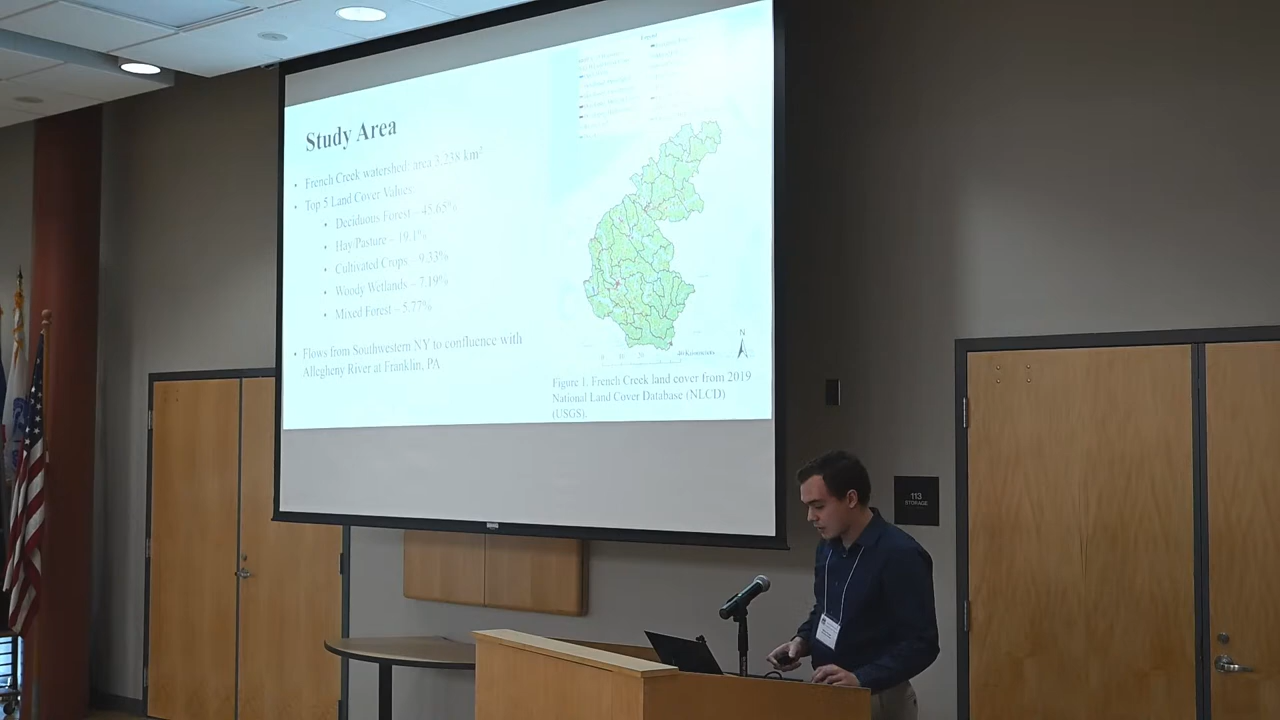 Study Area
• French Creek watershed: area 3,238 km²
• Top 5 Land Cover Values:
• Deciduous Forest – 45.65%
• Hay/Pasture – 19.1%
• Cultivated Crops – 9.33%
• Woody Wetlands – 7.19%
• Mixed Forest – 5.77%
• Flows from Southwestern NY to confluence with
Allegheny River at Franklin, PA
Legend
N
40 Kilometers
Figure 1. French Creek land cover from 2019
National Land Cover Database (NLCD)
(USGS).
113
STORAGE